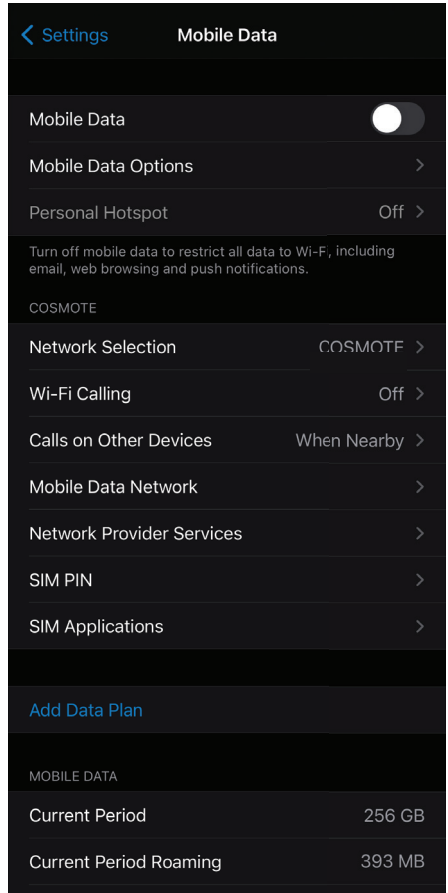 Settings
Mobile Data
Mobile Data
Mobile Data Options
Personal Hotspot Off
Turn off mobile data to restrict all data to Wi-Fi, including
email, web browsing and push notifications.
COSMOTE
Network Selection COSMOTE
Wi-Fi Calling Off
Calls on Other Devices When Nearby
Mobile Data Network
Network Provider Services
SIM PIN
SIM Applications
Add Data Plan
MOBILE DATA
Current Period 256 GB
Current Period Roaming 393 MB